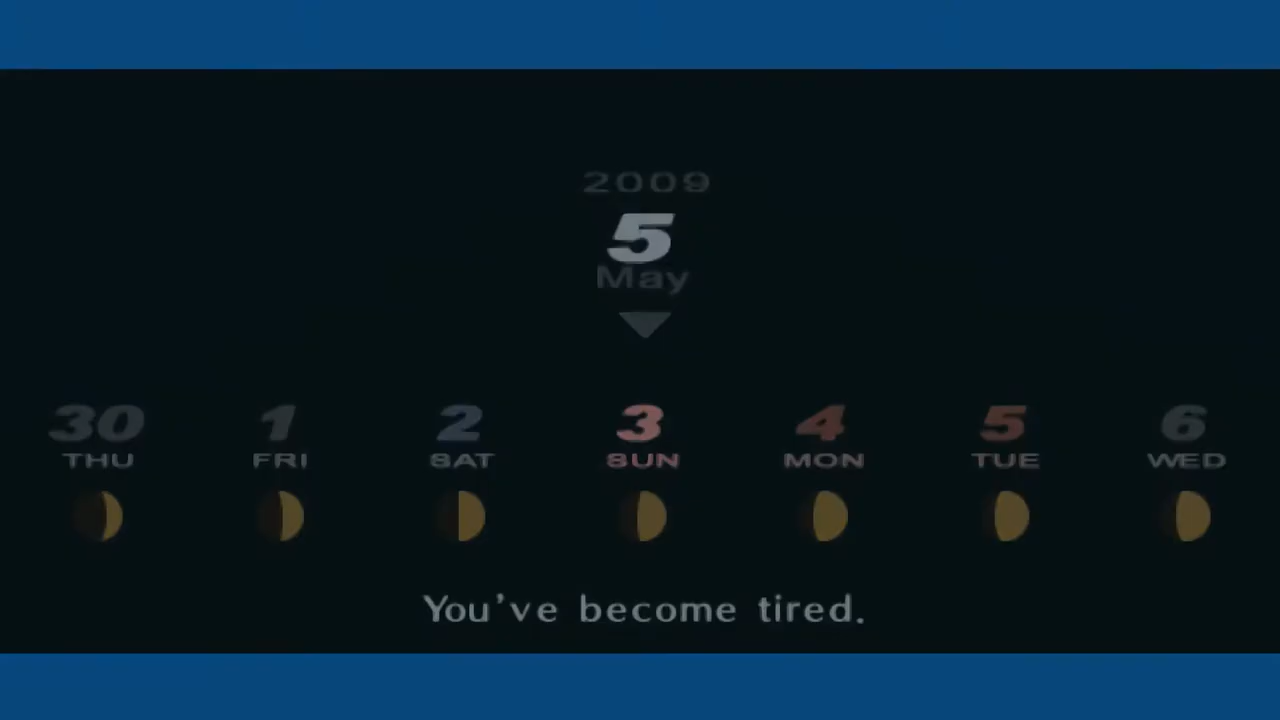 2009
5
May
30 1 2 3 4 5 6
THU FRI SAT SUN MON TUE WED
You've become tired.